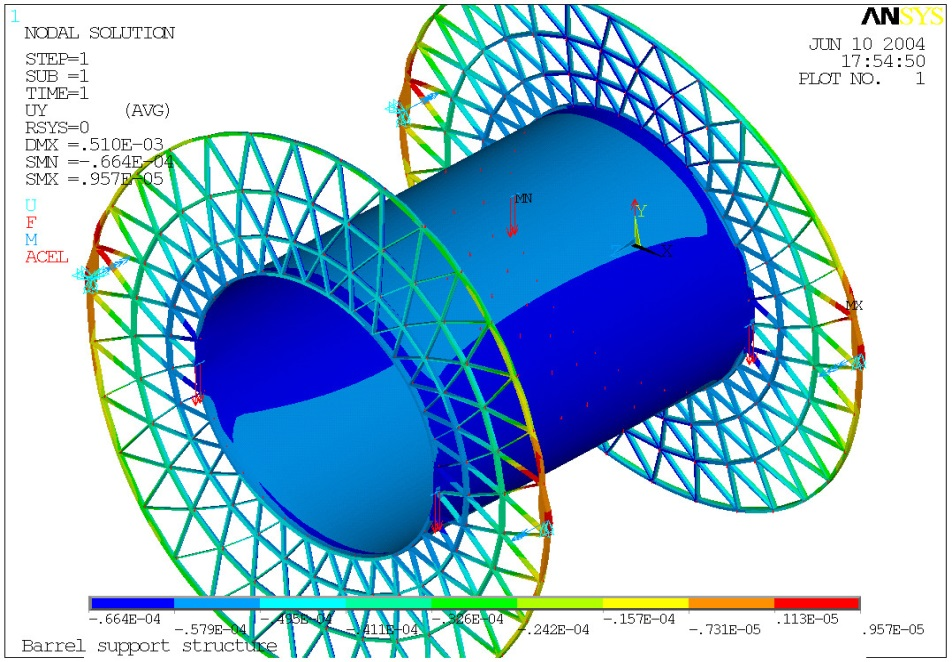 1
ANSYS
NODAL SOLUTION
JUN 10 2004
17:54:50
PLOT NO. 1
STEP=1
SUB =1
TIME=1
UY (AVG)
RSYS=0
DMX =.510E-03
SMN =-.664E-04
SMX =.957E-05
U
F
M
ACEL
MN
Y
Z X
MX
-.664E-04 -.495E-04 -.326E-04 -.157E-04 .113E-05
-.579E-04 -.411E-04 -.242E-04 -.731E-05 .957E-05
Barrel support structure